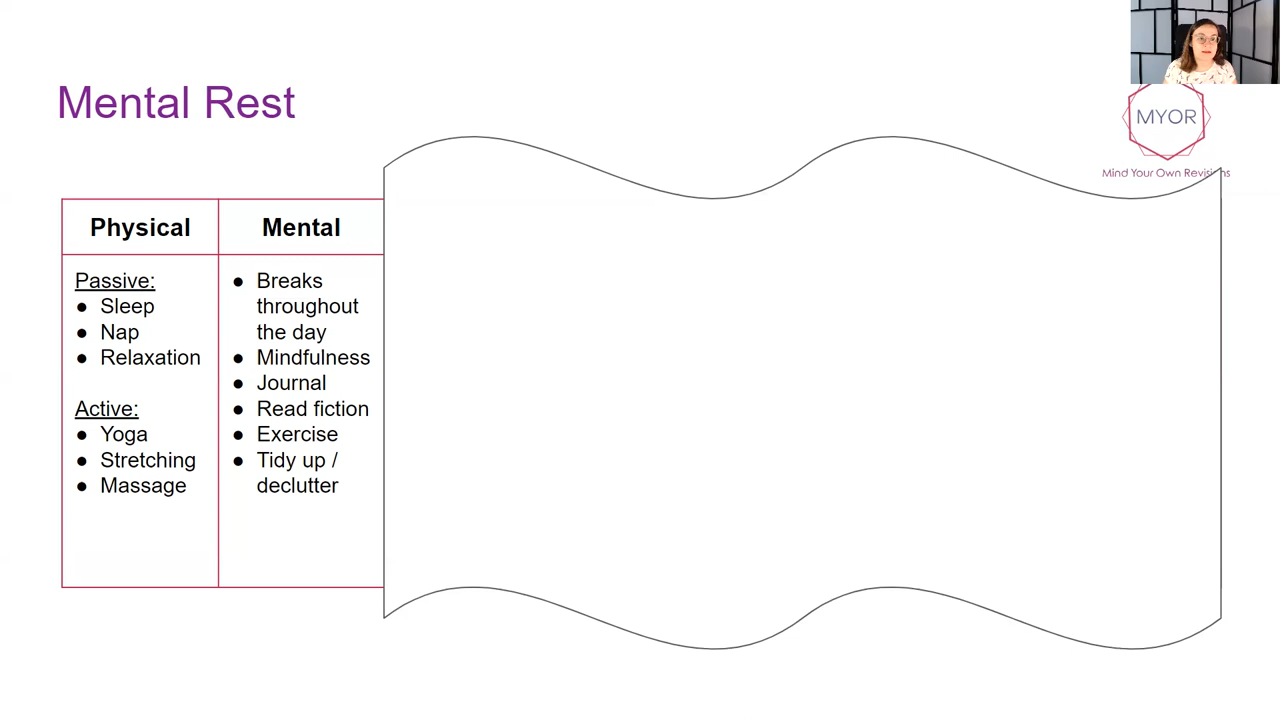 Mental Rest
MYOR
Mind Your Own Revisions
Physical
Mental
Passive:
● Sleep
● Nap
● Relaxation
Active:
● Yoga
● Stretching
● Massage
● Breaks
throughout
the day
● Mindfulness
● Journal
● Read fiction
● Exercise
● Tidy up /
declutter